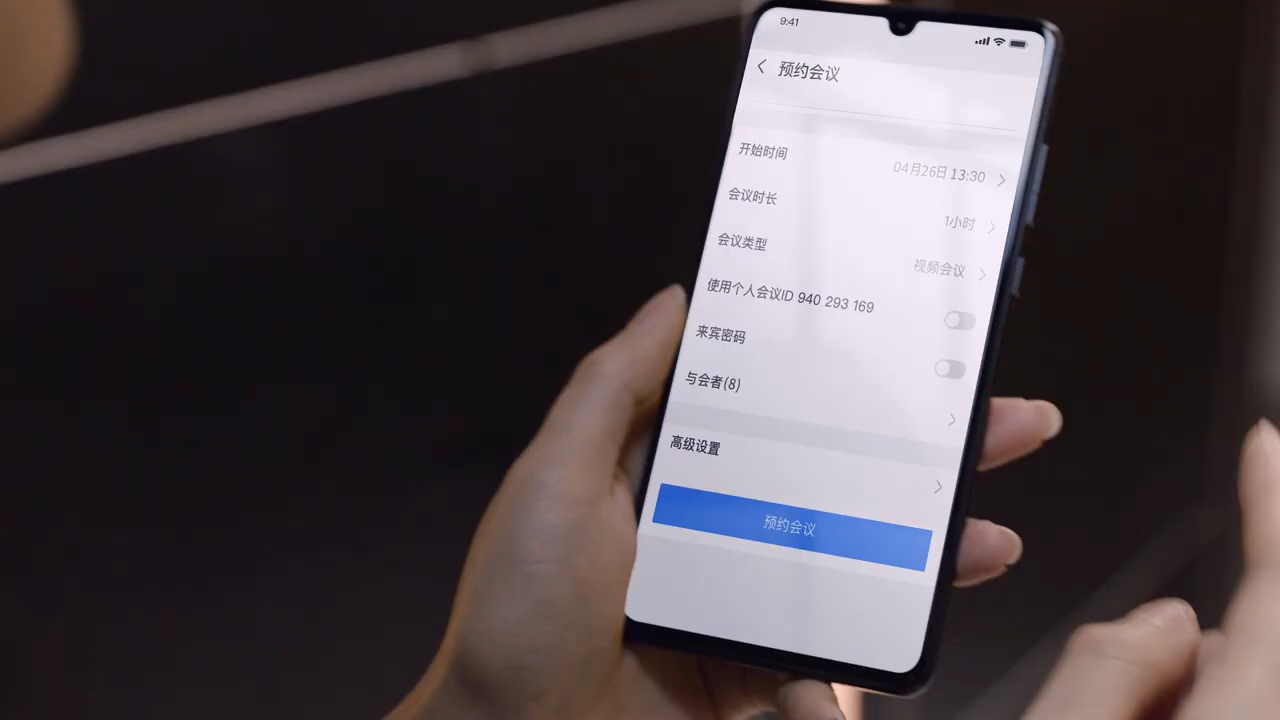 9:41
预约会议
开始时间 04月26日 13:30
会议时长 1小时
会议类型 视频会议
使用个人会议ID 940 293 169
来宾密码
与会者(8)
高级设置
预约会议